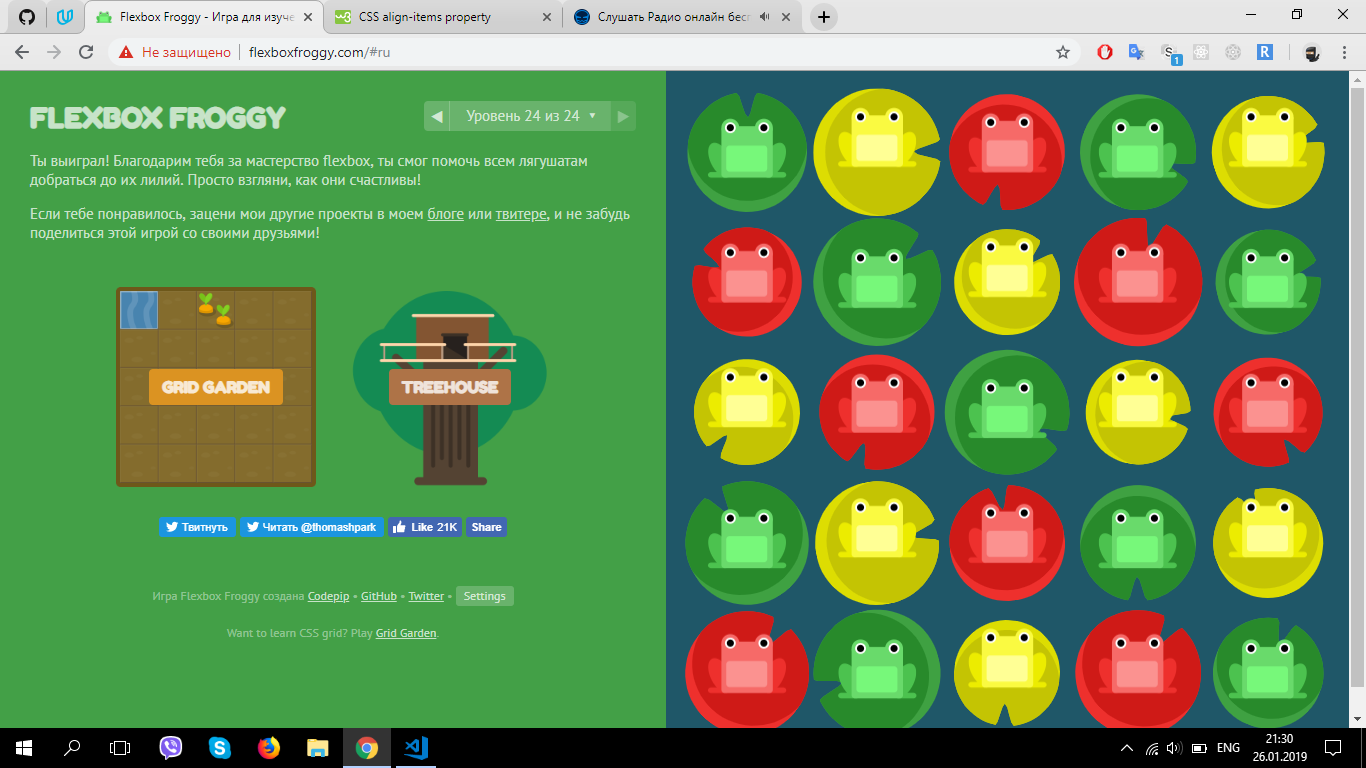 Flexbox Froggy - Игра для изуче
CSS align-items property
Слушать Радио онлайн бесп
Не защищено
flexboxfroggy.com/#ru
1
R
FLEXBOX FROGGY
Уровень 24 из 24
Ты выиграл! Благодарим тебя за мастерство flexbox, ты смог помочь всем лягушатам
добраться до их лилий. Просто взгляни, как они счастливы!
Если тебе понравилось, зацени мои другие проекты в моем блоге или твитере, и не забудь
поделиться этой игрой со своими друзьями!
GRID GARDEN
TREEHOUSE
Твитнуть
Читать @thomashpark
Like 21K
Share
Игра Flexbox Froggy создана Codepip • GitHub • Twitter • Settings
Want to learn CSS grid? Play Grid Garden.
ENG
21:30
26.01.2019